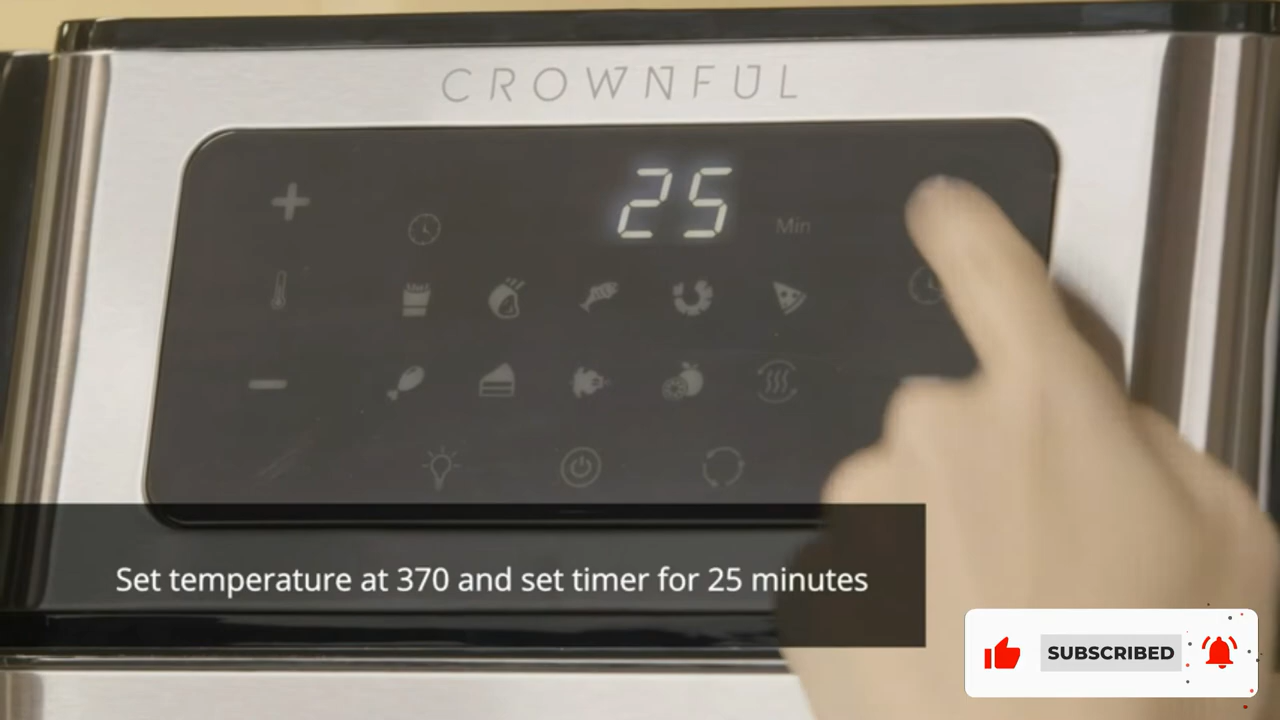 CROWNFUL
25
Min
Set temperature at 370 and set timer for 25 minutes
SUBSCRIBED